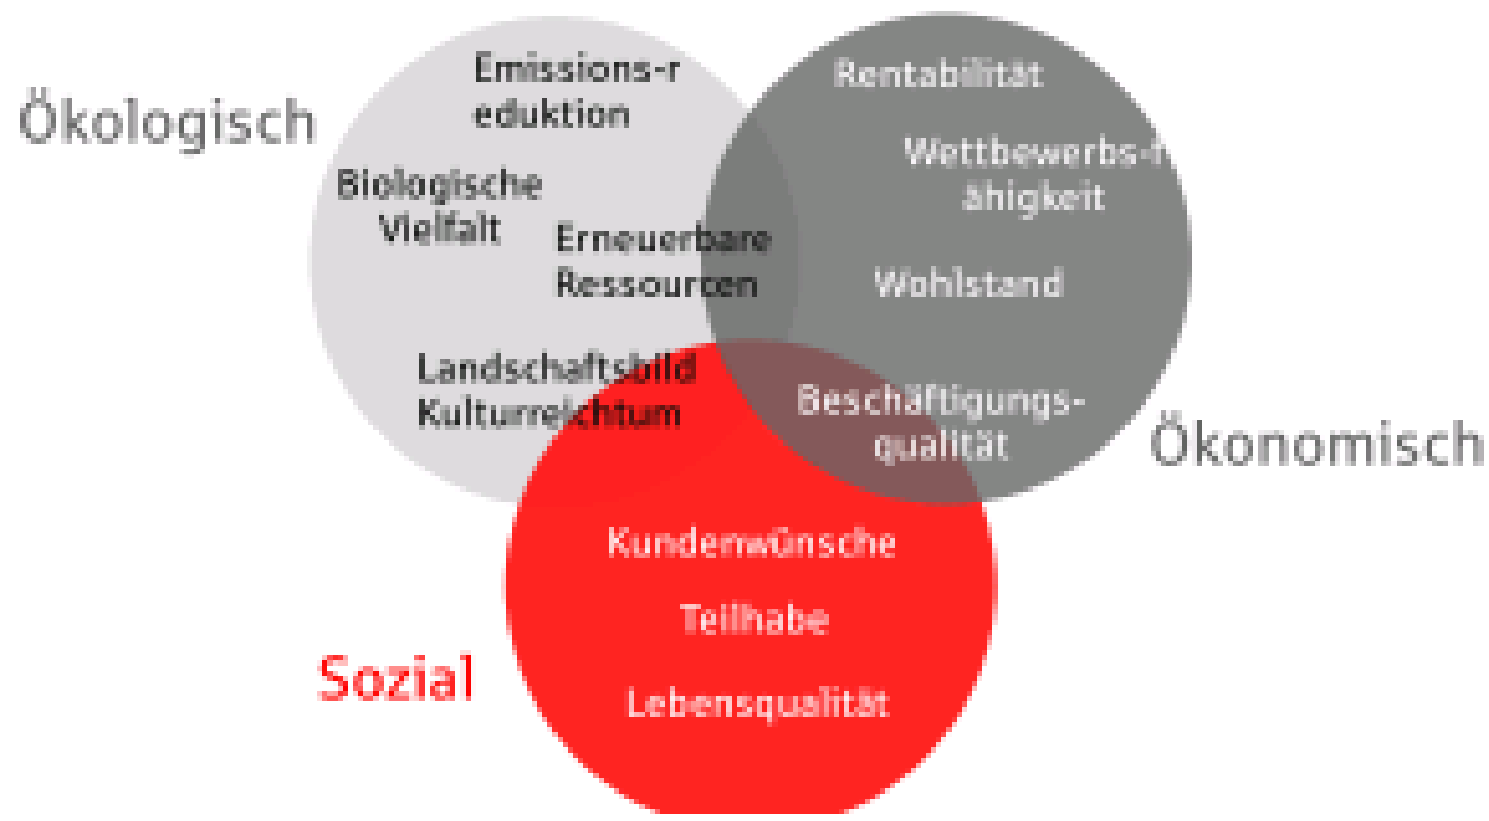 Ökologisch
Emissions-r
eduktion
Biologische
Vielfalt
Erneuerbare
Ressourcen
Landschaftsbild
Kulturreichtum
Rentabilität
Wettbewerbs-f
ähigkeit
Wohlstand
Beschäftigungs-
qualität
Ökonomisch
Kundenwünsche
Teilhabe
Lebensqualität
Sozial